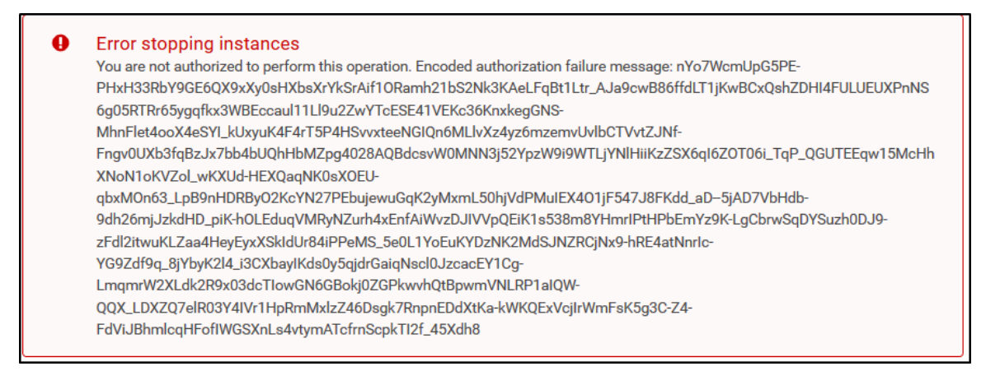 Error stopping instances
You are not authorized to perform this operation. Encoded authorization failure message: nYo7WcmUpG5PE-
PHxH33RbY9GE6QX9xXy0sHXbsXrYkSrAif1ORamh21bS2Nk3KAeLFqBt1Ltr_AJa9cwB86ffdLT1jKwBCxQshZDHI4FULUEUXPnNS
6g05RTRr65ygqfkx3WBEccaul11Ll9u2ZwYTcESE41VEKc36KnxkegGNS-
MhnFlet4ooX4eSYI_kUxyuK4F4rT5P4HSvvxteeNGIQn6MLlvXz4yz6mzemvUvlbCTVvtZJNf-
Fngv0UXb3fqBzJx7bb4bUQhHbMZpg4028AQBdcsvW0MNN3j52YpzW9i9WTLjYNlHiiKzZSX6qI6ZOT06i_TqP_QGUTEEqw15McHh
XNoN1oKVZol_wKXUd-HEXQaqNK0sXOEU-
qbxMOn63_LpB9nHDRByO2KcYN27PEbujewuGqK2yMxmL50hjVdPMuIEX4O1jF547J8FKdd_aD--5jAD7VbHdb-
9dh26mjJzkdHD_piK-hOLEduqVMRyNZurh4xEnfAiWvzDJIVVpQEiK1s538m8YHmrIPtHPbEmYz9K-LgCbrwSqDYSuzh0DJ9-
zFdl2itwuKLZaa4HeyEyxXSkIdUr84iPPeMS_5e0L1YoEuKYDzNK2MdSJNZRCjNx9-hRE4atNnrIc-
YG9Zdf9q_8jYbyK2l4_i3CXbayIKds0y5qjdrGaiqNscl0JzcacEY1Cg-
LmqmrW2XLdk2R9x03dcTIowGN6GBokj0ZGPkwvhQtBpwmVNLRP1aIQW-
QQX_LDXZQ7elR03Y4IVr1HpRmMxlzZ46Dsgk7RnpnEDdXtKa-kWKQExVcjIrWmFsK5g3C-Z4-
FdViJBhmlcqHFofIWGSXnLs4vtymATcfrnScpkTI2f_45Xdh8